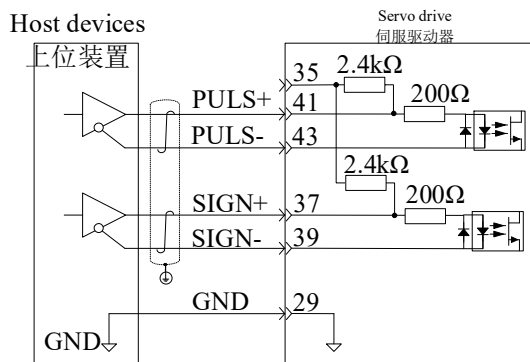 Host devices
上位装置
Servo drive
伺服驱动器
35
2.4kΩ
PULS+
41
200Ω
PULS-
43
2.4kΩ
SIGN+
37
200Ω
SIGN-
39
GND
29
GND